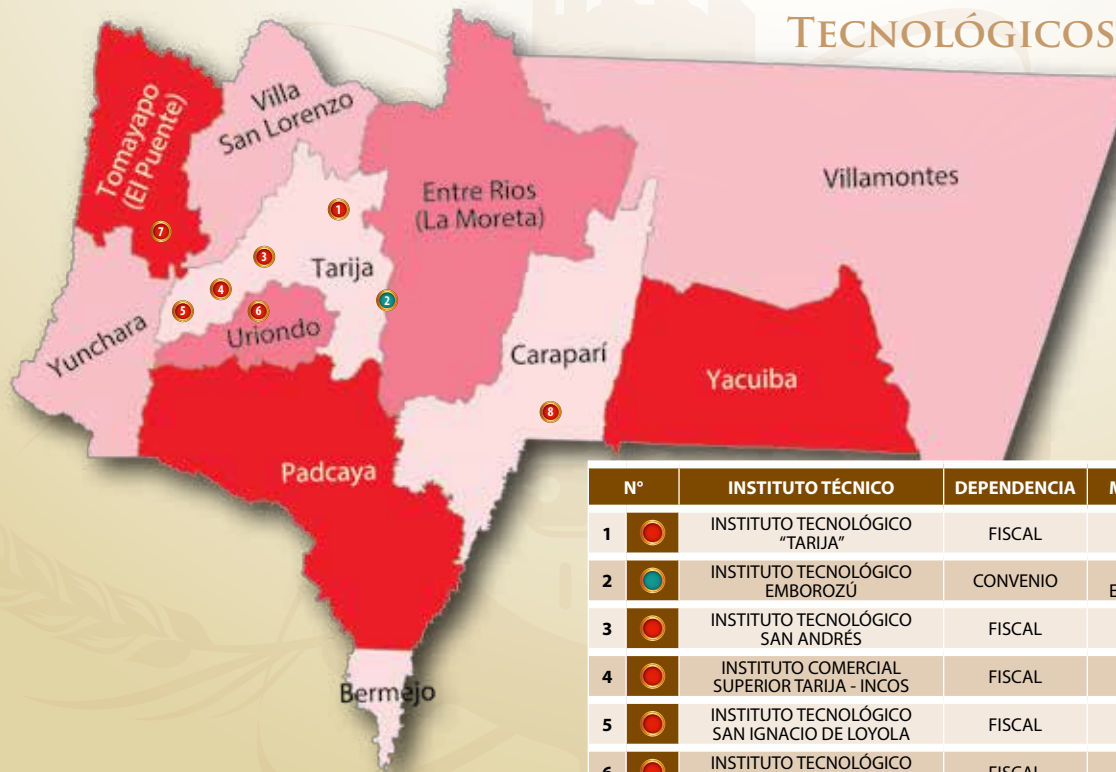 TECNOLÓGICOS
Tomayapo
(El Puente)
Villa
San Lorenzo
Entre Rios
(La Moreta)
Villamontes
7
1
3
Tarija
4
2
5
6
Uriondo
Yunchara
Caraparí
Yacuiba
8
Padcaya
Bermejo
N° INSTITUTO TÉCNICO DEPENDENCIA
1 INSTITUTO TECNOLÓGICO
"TARIJA" FISCAL
2 INSTITUTO TECNOLÓGICO
EMBOROZÚ CONVENIO
3 INSTITUTO TECNOLÓGICO
SAN ANDRÉS FISCAL
4 INSTITUTO COMERCIAL
SUPERIOR TARIJA - INCOS FISCAL
5 INSTITUTO TECNOLÓGICO
SAN IGNACIO DE LOYOLA FISCAL
6 INSTITUTO TECNOLÓGICO
FISCAL